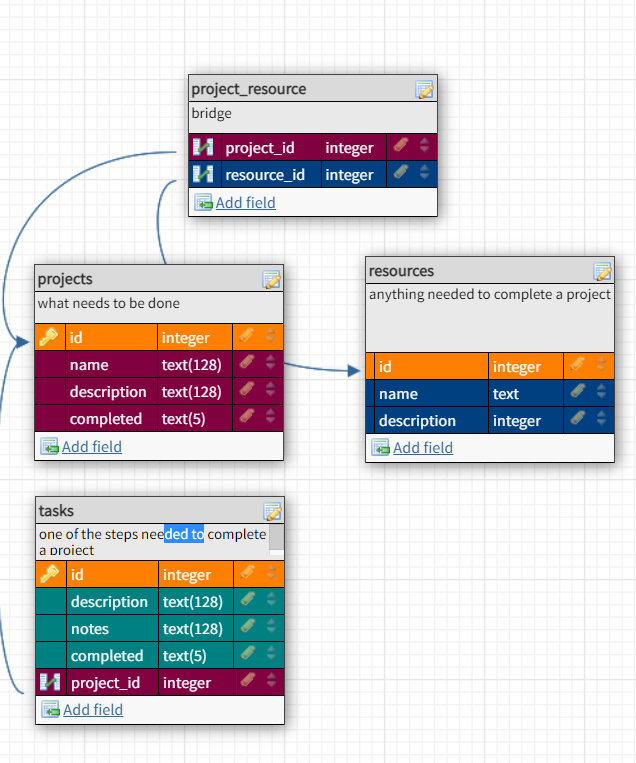 project_resource
bridge
project_id integer
resource_id integer
Add field
projects
what needs to be done
id integer
name text(128)
description text(128)
completed text(5)
Add field
resources
anything needed to complete a project
id integer
name text
description integer
Add field
tasks
one of the steps needed to complete
a project
id integer
description text(128)
notes text(128)
completed text(5)
project_id integer
Add field